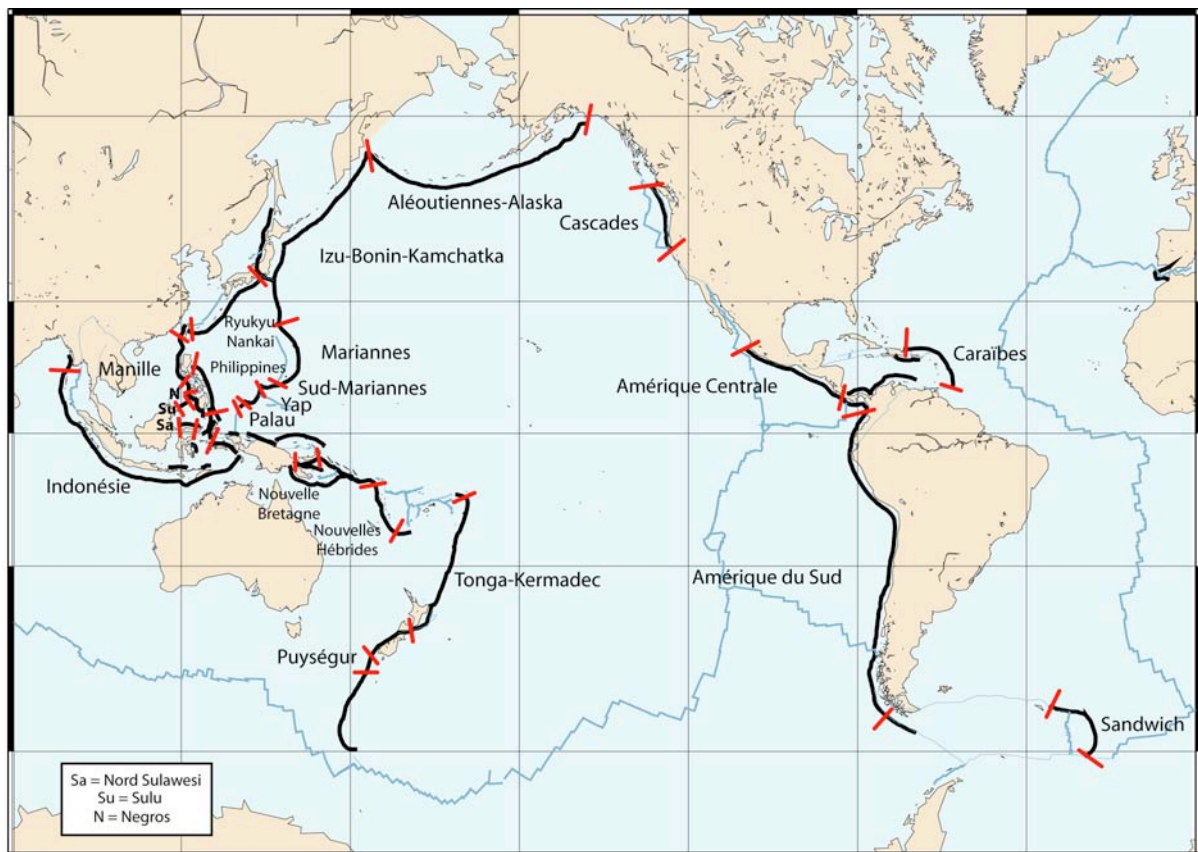 Aléoutiennes-Alaska
Cascades
Izu-Bonin-Kamchatka
Ryukyu
Nankai
Manille
Philippines
Mariannes
Sud-Mariannes
Yap
Palau
N
Su
Sa
Caraïbes
Amérique Centrale
Indonésie
Nouvelle
Bretagne
Nouvelles
Hébrides
Tonga-Kermadec
Amérique du Sud
Puységur
Sandwich
Sa = Nord Sulawesi
Su = Sulu
N = Negros